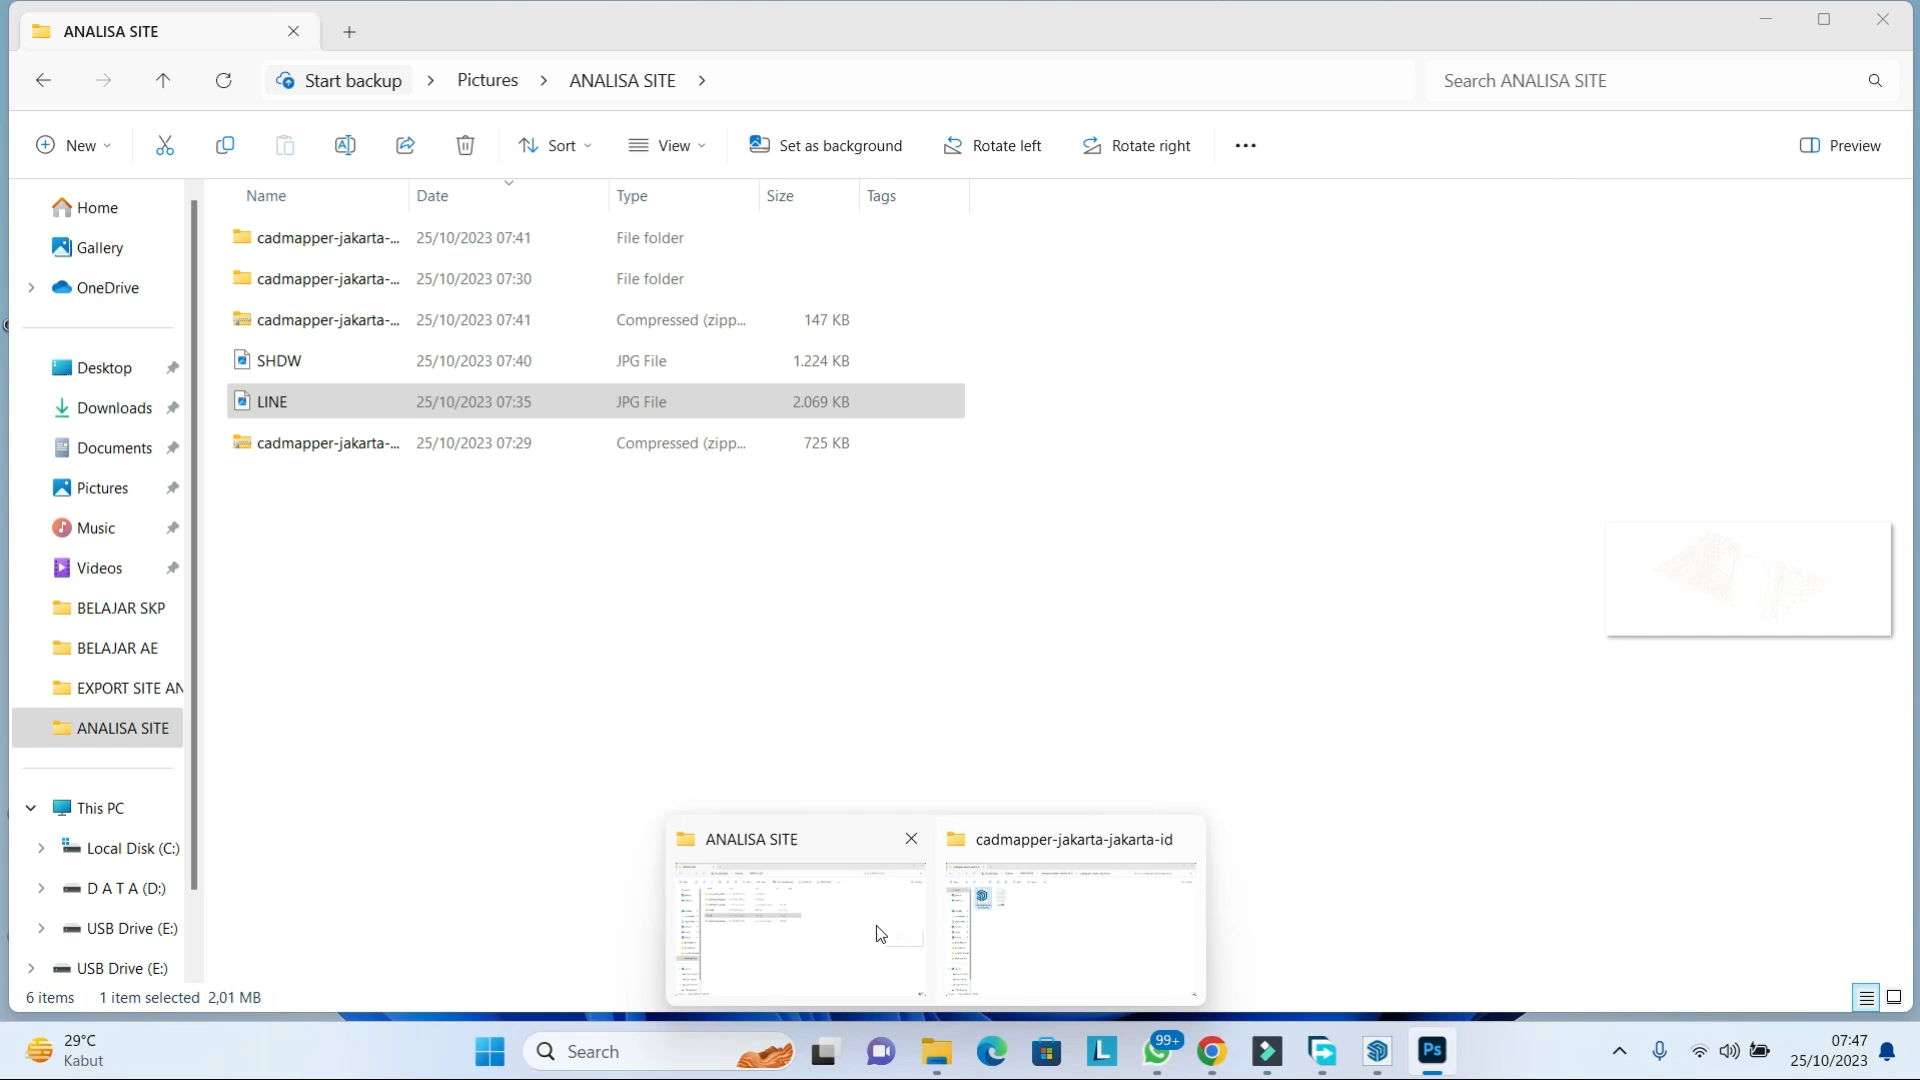 ANALISA SITE
Start backup
Pictures
ANALISA SITE
Search ANALISA SITE
New
Sort
View
Set as background
Rotate left
Rotate right
Preview
Name Date Type Size Tags
cadmapper-jakarta-... 25/10/2023 07:41 File folder
cadmapper-jakarta-... 25/10/2023 07:30 File folder
cadmapper-jakarta-... 25/10/2023 07:41 Compressed (zipp... 147 KB
SHDW 25/10/2023 07:40 JPG File 1.224 KB
LINE 25/10/2023 07:35 JPG File 2.069 KB
cadmapper-jakarta-... 25/10/2023 07:29 Compressed (zipp... 725 KB
Home
Gallery
OneDrive
Desktop
Downloads
Documents
Pictures
Music
Videos
BELAJAR SKP
BELAJAR AE
EXPORT SITE AN
ANALISA SITE
This PC
Local Disk (C:)
D A T A (D:)
USB Drive (E:)
USB Drive (E:)
6 items 1 item selected 2,01 MB
ANALISA SITE
cadmapper-jakarta-jakarta-id
29°C
Kabut
Search
L
99+
Ps
07:47
25/10/2023